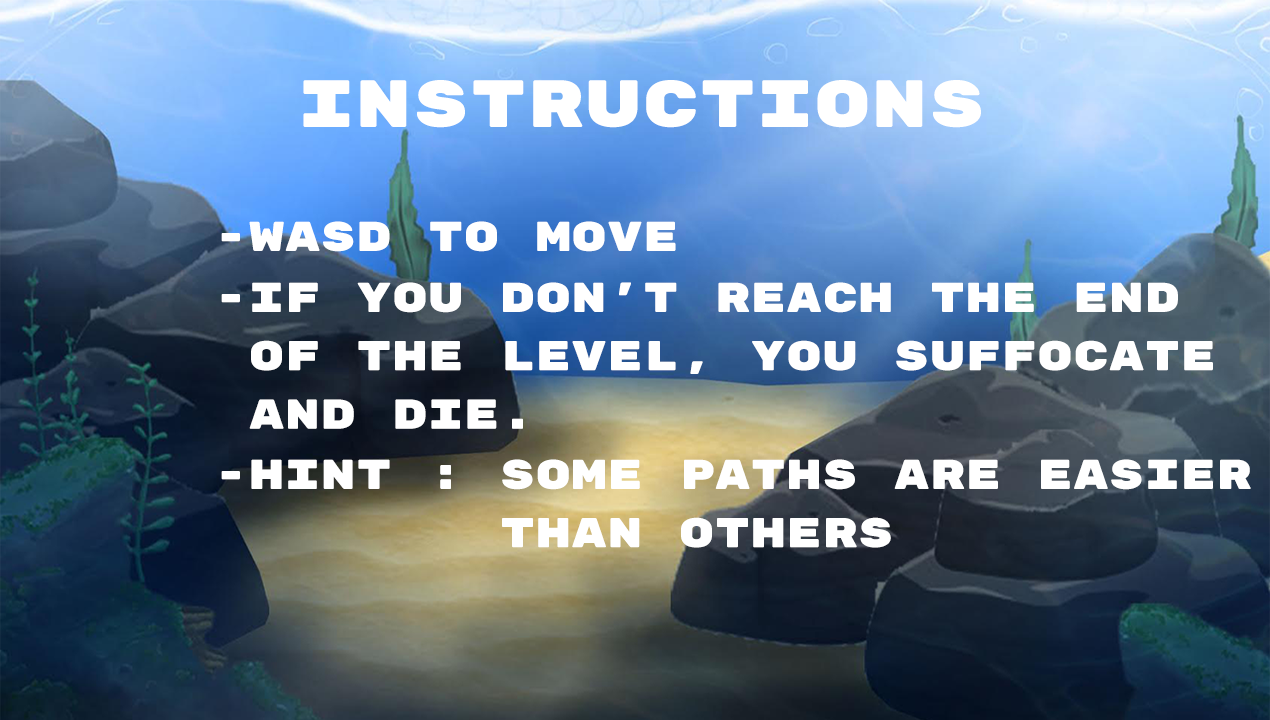 INSTRUCTIONS
-WASD TO MOVE
-IF YOU DON'T REACH THE END
OF THE LEVEL, YOU SUFFOCATE
AND DIE.
-HINT : SOME PATHS ARE EASIER
THAN OTHERS